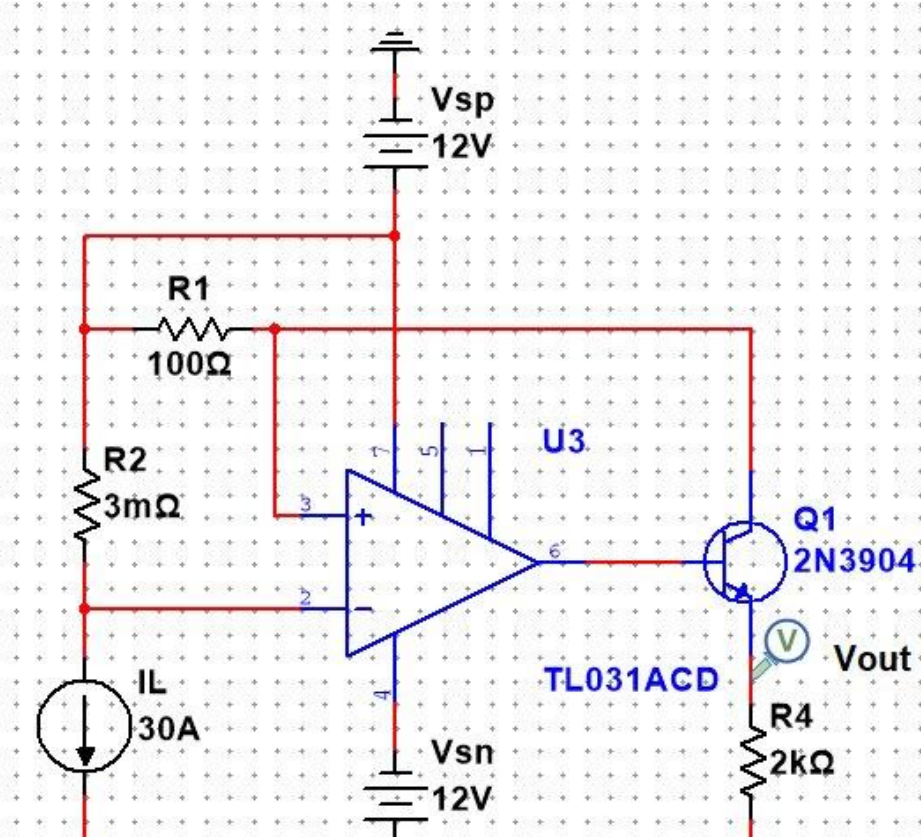 Vsp
12V
R1
100Ω
R2
3mΩ
7
5
1
U3
3
+
2
−
6
4
Q1
2N3904
TL031ACD
V
Vout
IL
30A
R4
2kΩ
Vsn
12V